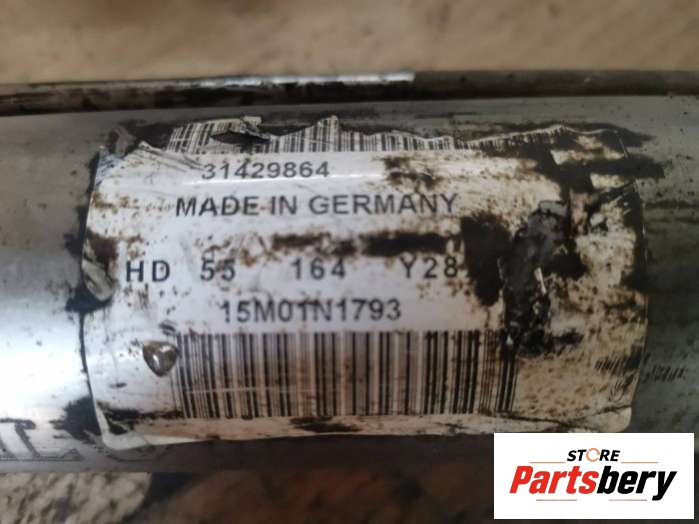 31429864
MADE IN GERMANY
HD 55 164 Y28
15M01N1793
STORE
Partsbery